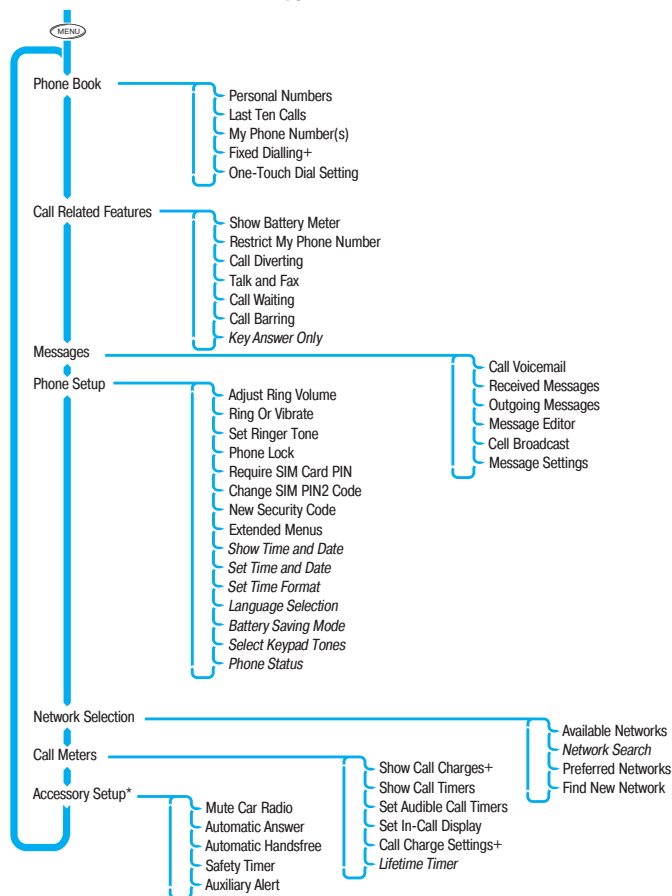 MENU
Phone Book
Personal Numbers
Last Ten Calls
My Phone Number(s)
Fixed Dialling+
One-Touch Dial Setting
Call Related Features
Show Battery Meter
Restrict My Phone Number
Call Diverting
Talk and Fax
Call Waiting
Call Barring
Key Answer Only
Messages
Call Voicemail
Received Messages
Outgoing Messages
Message Editor
Cell Broadcast
Message Settings
Phone Setup
Adjust Ring Volume
Ring Or Vibrate
Set Ringer Tone
Phone Lock
Require SIM Card PIN
Change SIM PIN2 Code
New Security Code
Extended Menus
Show Time and Date
Set Time and Date
Set Time Format
Language Selection
Battery Saving Mode
Select Keypad Tones
Phone Status
Network Selection
Available Networks
Network Search
Preferred Networks
Find New Network
Call Meters
Show Call Charges+
Show Call Timers
Set Audible Call Timers
Set In-Call Display
Call Charge Settings+
Lifetime Timer
Accessory Setup*
Mute Car Radio
Automatic Answer
Automatic Handsfree
Safety Timer
Auxiliary Alert